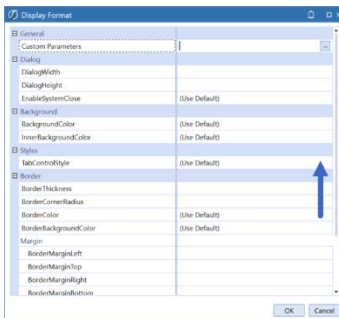 Display Format
General
Custom Parameters
...
Dialog
DialogWidth
DialogHeight
EnableSystemClose (Use Default)
Background
BackgroundColor (Use Default)
InnerBackgroundColor (Use Default)
Styles
TabControlStyle (Use Default)
Border
BorderThickness
BorderCornerRadius
BorderColor (Use Default)
BorderBackgroundColor (Use Default)
Margin
BorderMarginLeft
BorderMarginTop
BorderMarginRight
BorderMarginBottom
OK Cancel